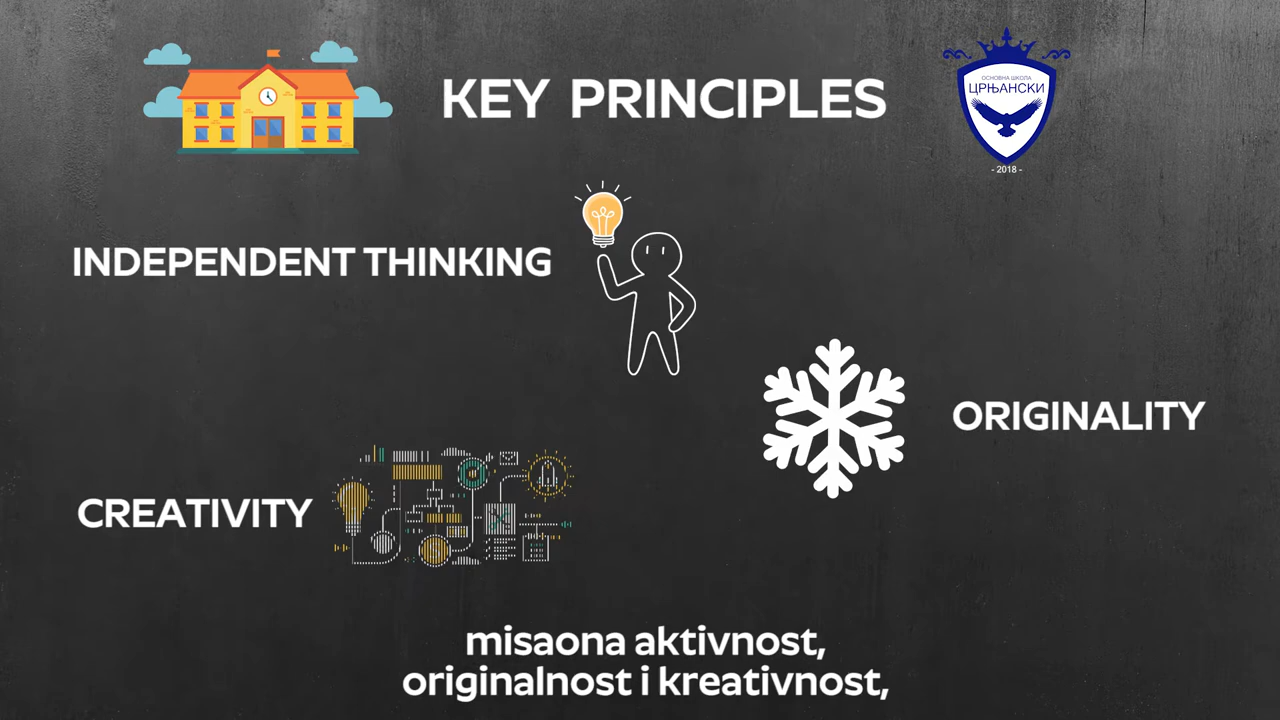 KEY PRINCIPLES
ОСНОВНА ШКОЛА
ЦРЊАНСКИ
- 2018 -
INDEPENDENT THINKING
ORIGINALITY
CREATIVITY
misaona aktivnost,
originalnost i kreativnost,